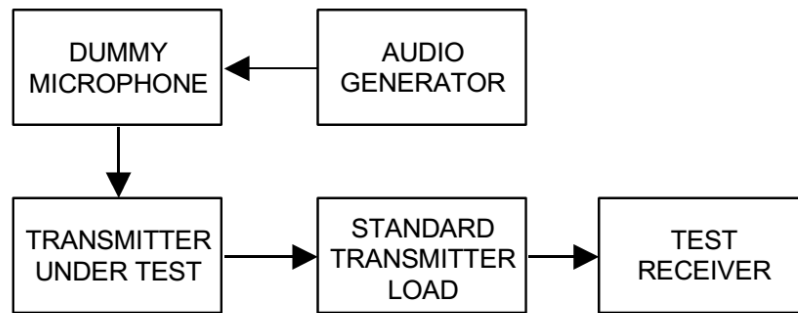 DUMMY
MICROPHONE
AUDIO
GENERATOR
TRANSMITTER
UNDER TEST
STANDARD
TRANSMITTER
LOAD
TEST
RECEIVER